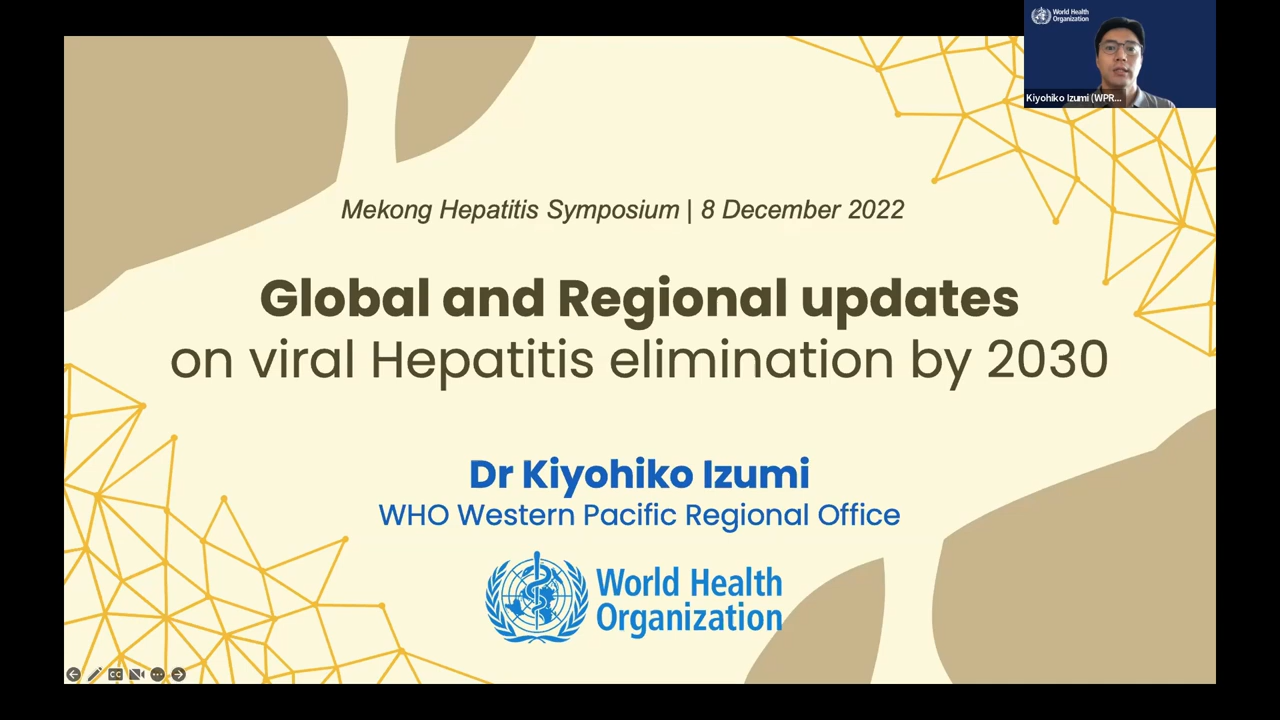 World Health
Organization
Kiyohiko Izumi (WPR...
Mekong Hepatitis Symposium | 8 December 2022
Global and Regional updates
on viral Hepatitis elimination by 2030
Dr Kiyohiko Izumi
WHO Western Pacific Regional Office
World Health
Organization
CC